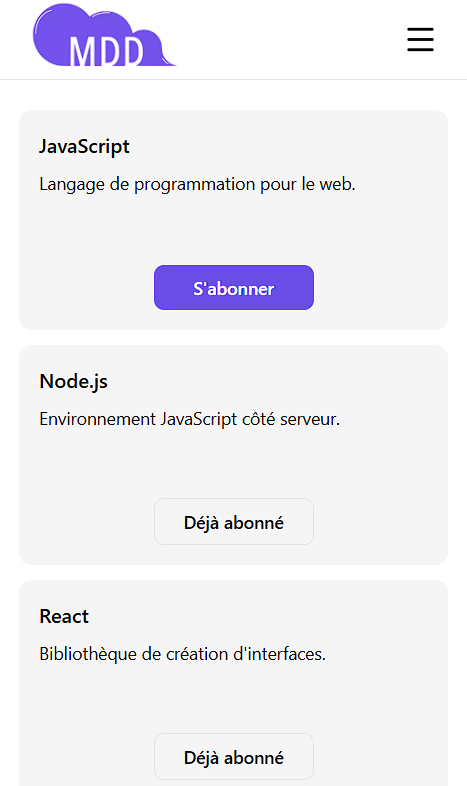 MDD
JavaScript
Langage de programmation pour le web.
S'abonner
Node.js
Environnement JavaScript côté serveur.
Déjà abonné
React
Bibliothèque de création d'interfaces.
Déjà abonné